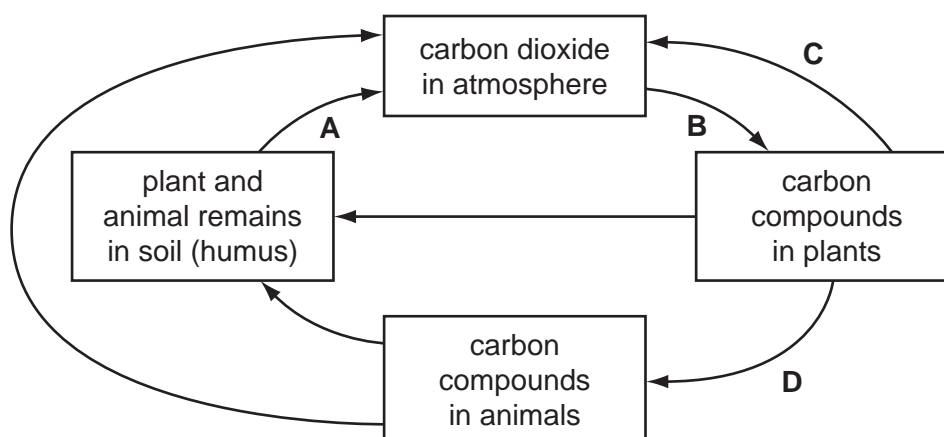 carbon dioxide
in atmosphere
C
A
B
plant and
animal remains
in soil (humus)
carbon
compounds
in plants
carbon
compounds
in animals
D